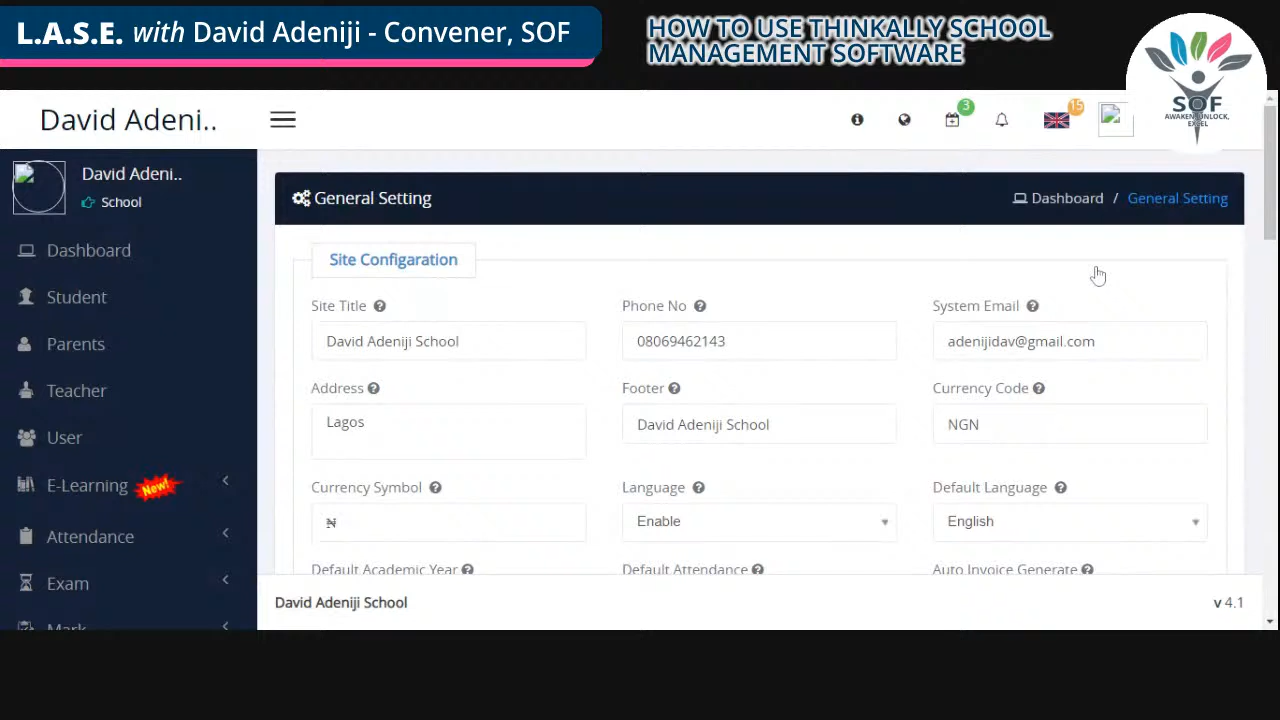 L.A.S.E. with David Adeniji - Convener, SOF
HOW TO USE THINKALLY SCHOOL
MANAGEMENT SOFTWARE
SOF
AWAKEN, UNLOCK,
EXCEL
David Adeni..
3
15
David Adeni..
School
Dashboard
Student
Parents
Teacher
User
E-Learning New!
Attendance
Exam
Mark
General Setting
Dashboard / General Setting
Site Configaration
Site Title
Phone No
System Email
David Adeniji School
08069462143
adenijidav@gmail.com
Address
Footer
Currency Code
Lagos
David Adeniji School
NGN
Currency Symbol
Language
Default Language
₦
Enable
English
Default Academic Year
Default Attendance
Auto Invoice Generate
David Adeniji School
v 4.1